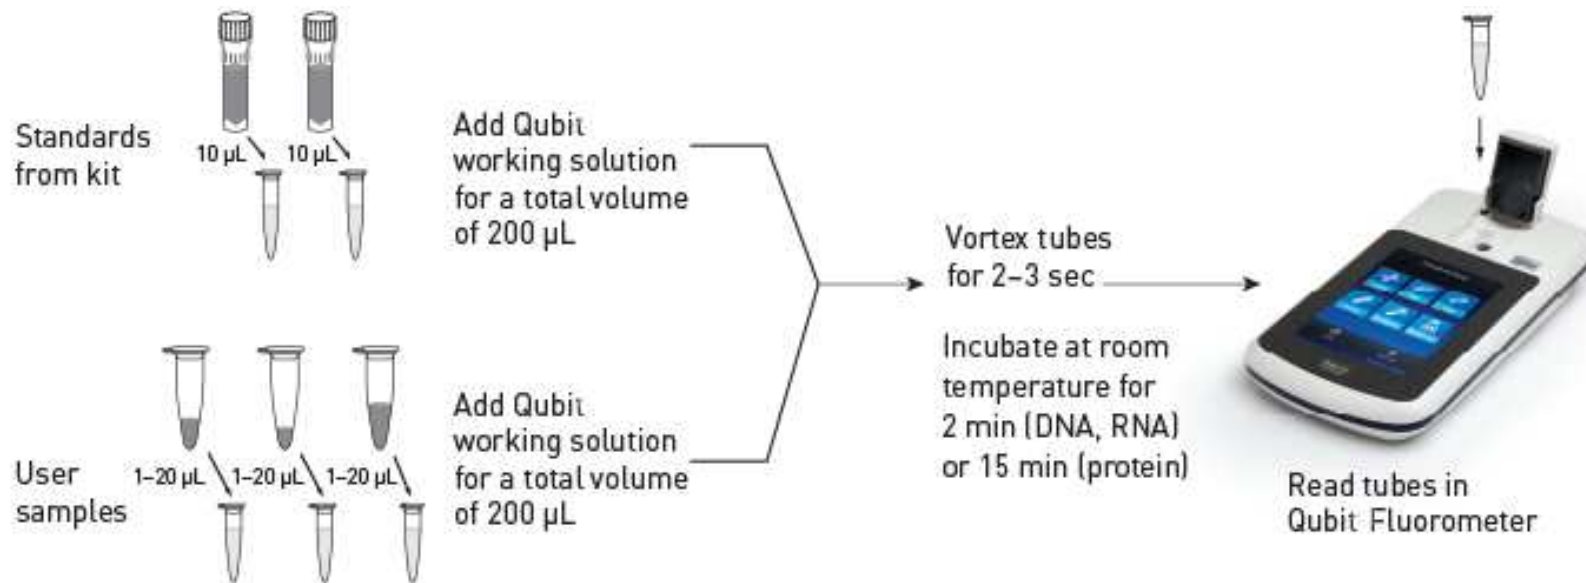 Standards
from kit
10 µL
10 µL
Add Qubit
working solution
for a total volume
of 200 µL
User
samples
1–20 µL
1–20 µL
1–20 µL
Add Qubit
working solution
for a total volume
of 200 µL
Vortex tubes
for 2–3 sec
Incubate at room
temperature for
2 min (DNA, RNA)
or 15 min (protein)
Read tubes in
Qubit Fluorometer